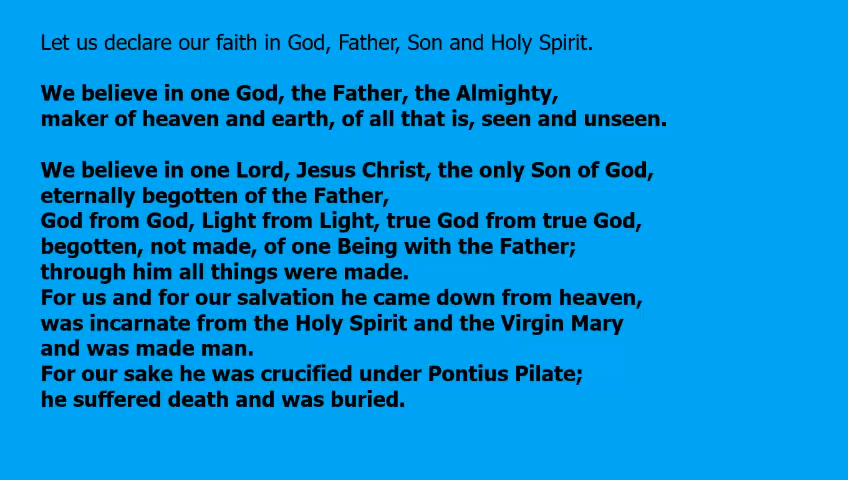 Let us declare our faith in God, Father, Son and Holy Spirit.
We believe in one God, the Father, the Almighty,
maker of heaven and earth, of all that is, seen and unseen.
We believe in one Lord, Jesus Christ, the only Son of God,
eternally begotten of the Father,
God from God, Light from Light, true God from true God,
begotten, not made, of one Being with the Father;
through him all things were made.
For us and for our salvation he came down from heaven,
was incarnate from the Holy Spirit and the Virgin Mary
and was made man.
For our sake he was crucified under Pontius Pilate;
he suffered death and was buried.